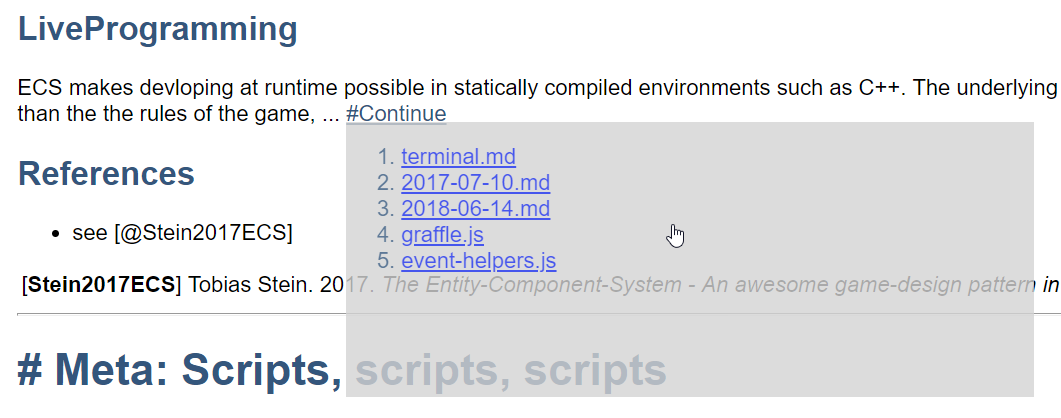 LiveProgramming
ECS makes devloping at runtime possible in statically compiled environments such as C++. The underlying
than the the rules of the game, ... #Continue
1. terminal.md
2. 2017-07-10.md
3. 2018-06-14.md
4. graffle.js
5. event-helpers.js
References
• see [@Stein2017ECS]
[Stein2017ECS] Tobias Stein. 2017. The Entity-Component-System - An awesome game-design pattern in
# Meta: Scripts, scripts, scripts